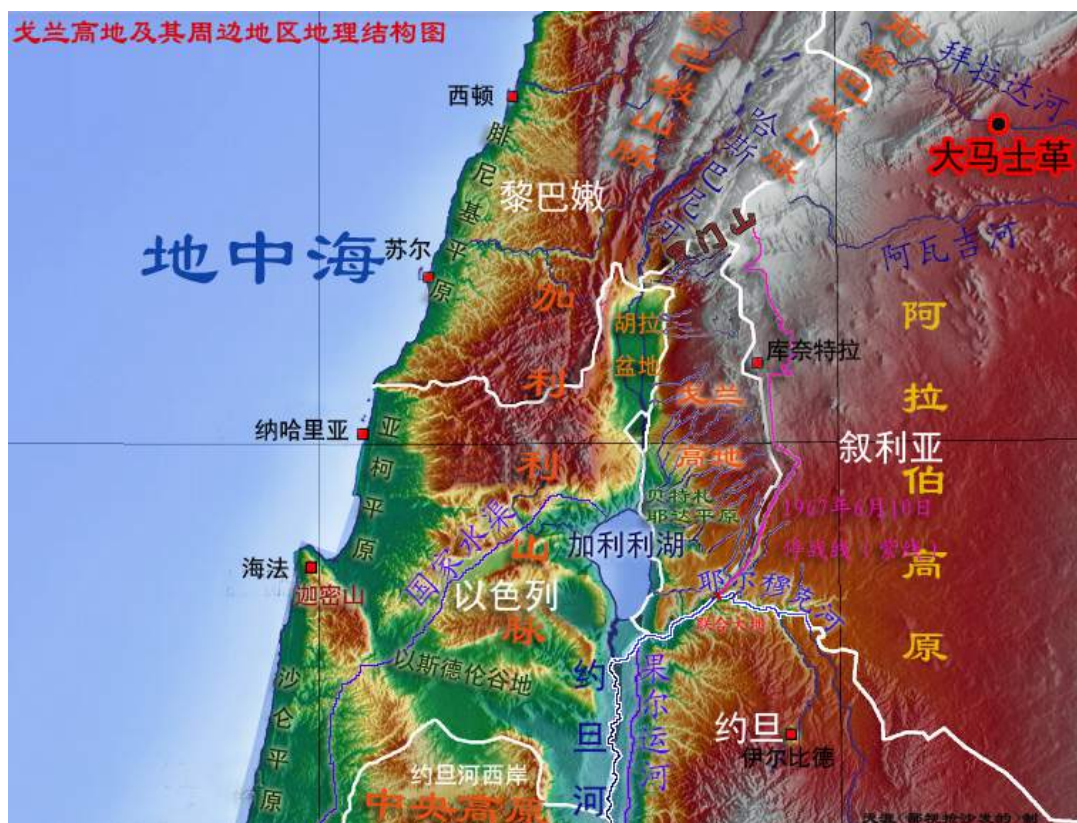 戈兰高地及其周边地区地理结构图
西顿
腓尼基平原
黎巴嫩山脉
哈斯巴尼河
拜拉达河
大马士革
黎巴嫩
地中海
苏尔
阿瓦吉河
加利利山脉
胡拉
盆地
库奈特拉
戈兰
高地
阿拉伯高原
叙利亚
纳哈里亚
亚柯平原
贝特札
耶达平原
1967年6月10日
停战线(紫线)
国家水渠
加利利湖
海法
迦密山
以色列
耶尔穆克河
以斯德伦谷地
沙仑平原
约旦河
果尔运河
约旦
伊尔比德
约旦河西岸
中央高原